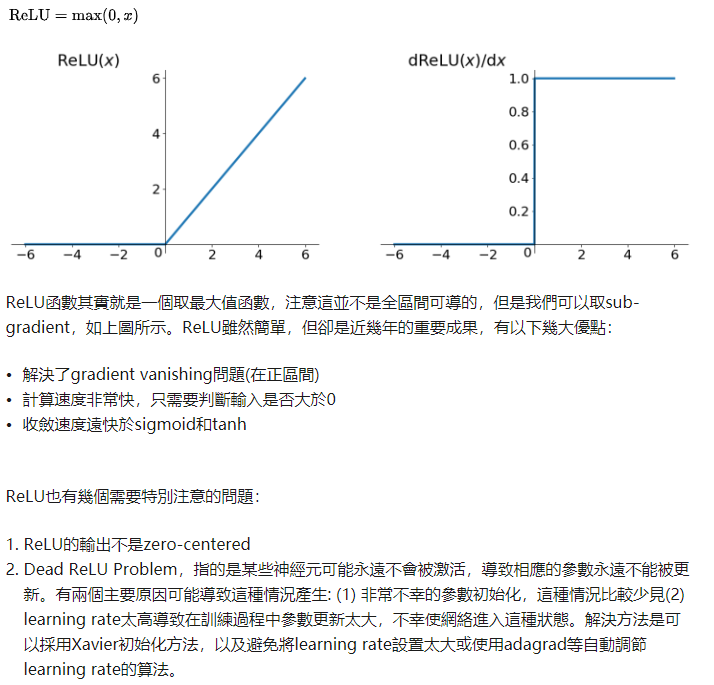 ReLU = max(0, x)
ReLU(x)
6
4
2
−6 −4 −2 0 2 4 6
dReLU(x)/dx
1.0
0.8
0.6
0.4
0.2
−6 −4 −2 0 2 4 6
ReLU函數其實就是一個取最大值函數，注意這並不是全區間可導的，但是我們可以取sub-
gradient，如上圖所示。ReLU雖然簡單，但卻是近幾年的重要成果，有以下幾大優點：
• 解決了gradient vanishing問題(在正區間)
• 計算速度非常快，只需要判斷輸入是否大於0
• 收斂速度遠快於sigmoid和tanh
ReLU也有幾個需要特別注意的問題：
1. ReLU的輸出不是zero-centered
2. Dead ReLU Problem，指的是某些神經元可能永遠不會被激活，導致相應的參數永遠不能被更
新。有兩個主要原因可能導致這種情況產生: (1) 非常不幸的參數初始化，這種情況比較少見(2)
learning rate太高導致在訓練過程中參數更新太大，不幸使網絡進入這種狀態。解決方法是可
以採用Xavier初始化方法，以及避免將learning rate設置太大或使用adagrad等自動調節
learning rate的算法。